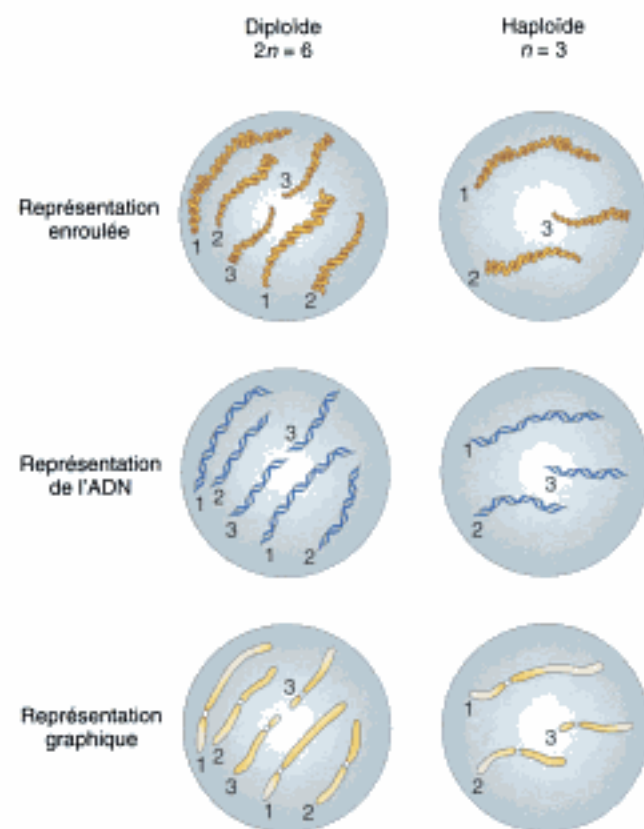 Diploïde
2n = 6
Haploïde
n = 3
Représentation
enroulée
1
2
3
3
1
2
1
3
2
Représentation
de l'ADN
1
2
3
3
1
2
1
3
2
Représentation
graphique
1
2
3
3
1
2
1
3
2